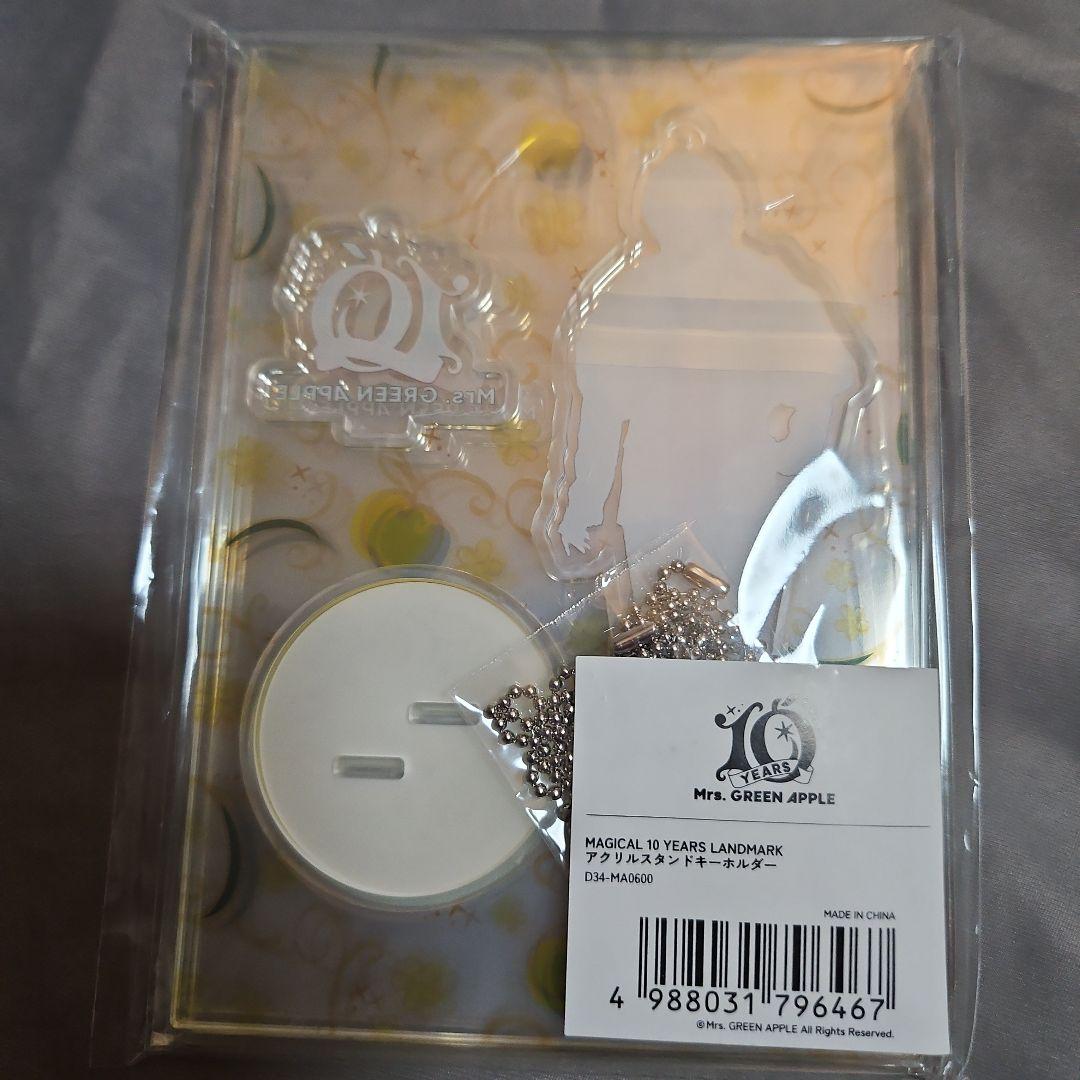 Mrs. GREEN APPLE
10
YEARS
Mrs. GREEN APPLE
MAGICAL 10 YEARS LANDMARK
アクリルスタンドキーホルダー
D34-MA0600
MADE IN CHINA
4 988031 796467
©Mrs. GREEN APPLE All Rights Reserved.